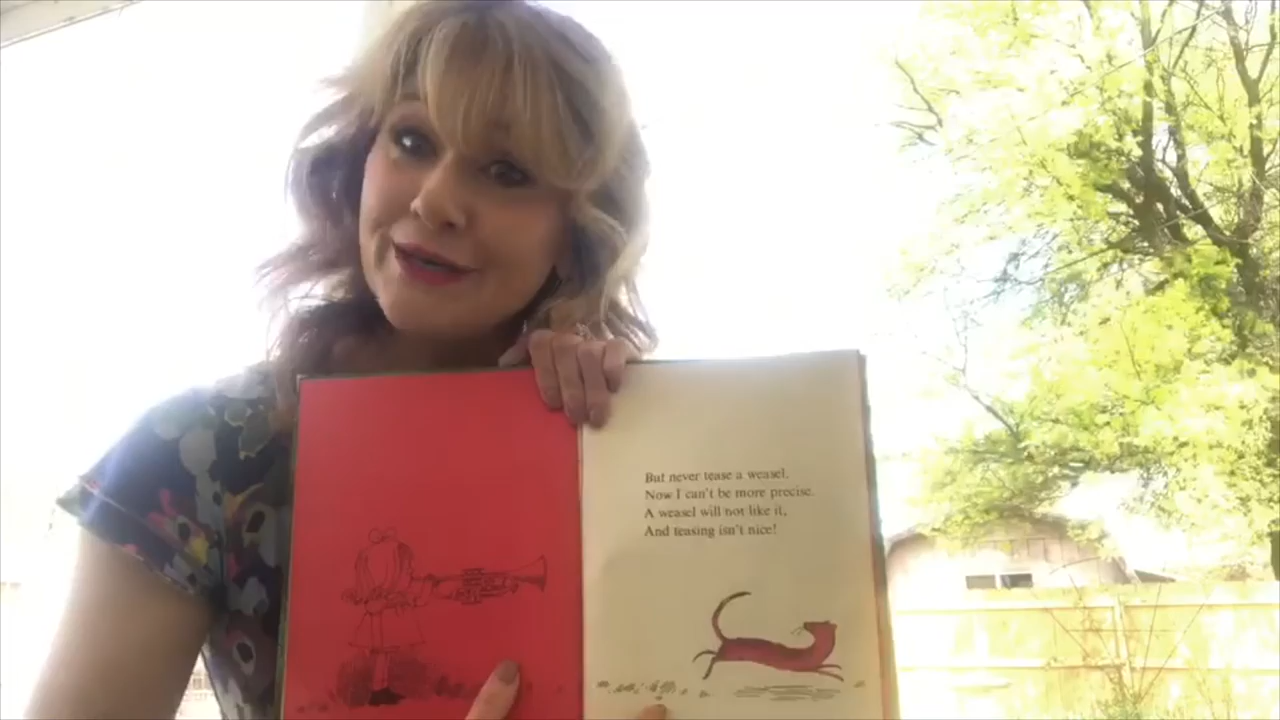 But never tease a weasel,
Now I can't be more precise.
A weasel will not like it,
And teasing isn't nice!